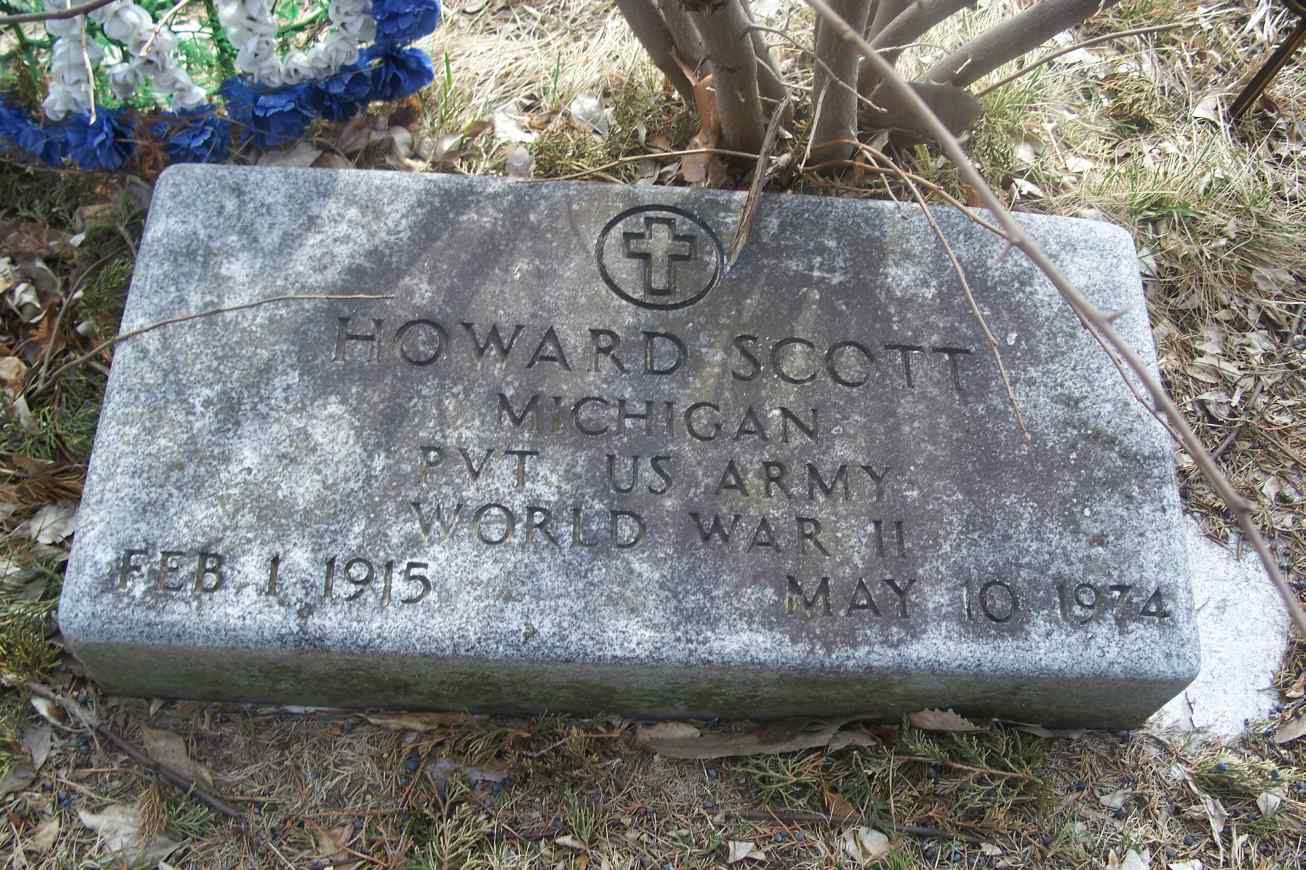 HOWARD SCOTT
MICHIGAN
PVT US ARMY
WORLD WAR II
FEB 1 1915 MAY 10 1974